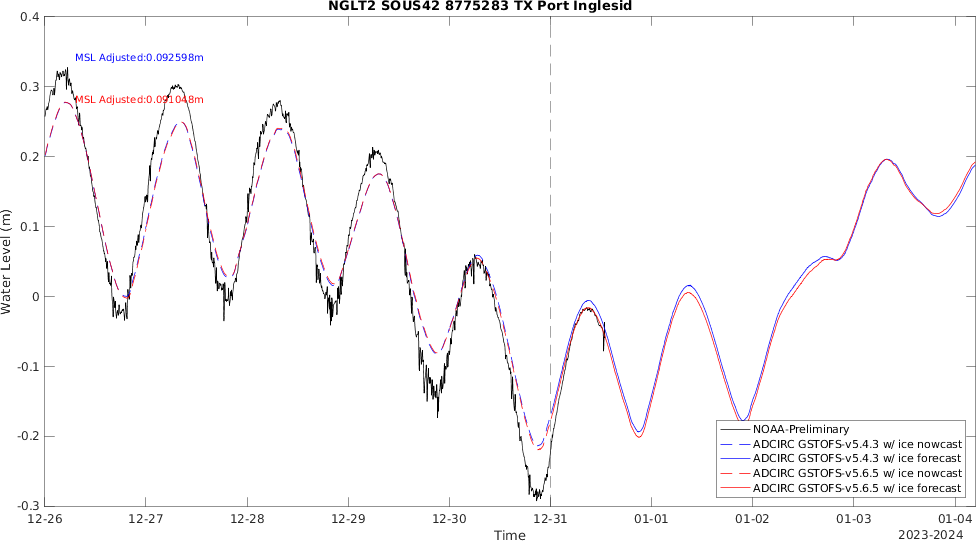 NGLT2 SOUS42 8775283 TX Port Inglesid
Water Level (m)
0.4
0.3
0.2
0.1
0
-0.1
-0.2
-0.3
MSL Adjusted:0.092598m
MSL Adjusted:0.091048m
NOAA-Preliminary
ADCIRC GSTOFS-v5.4.3 w/ ice nowcast
ADCIRC GSTOFS-v5.4.3 w/ ice forecast
ADCIRC GSTOFS-v5.6.5 w/ ice nowcast
ADCIRC GSTOFS-v5.6.5 w/ ice forecast
12-26 12-27 12-28 12-29 12-30 12-31 01-01 01-02 01-03 01-04
Time
2023-2024